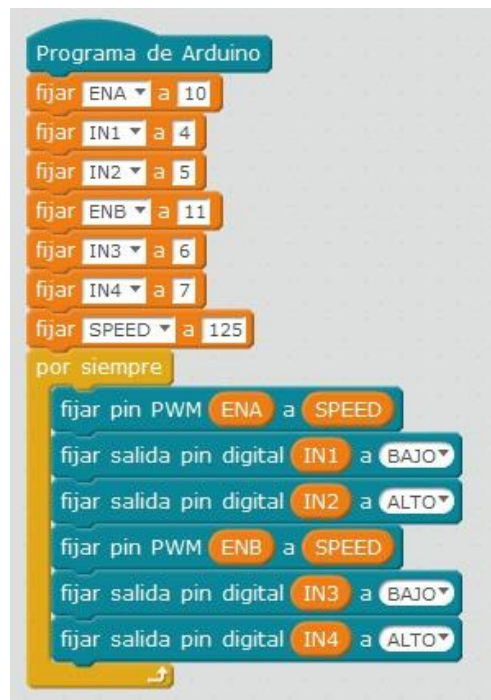 Programa de Arduino
fijar ENA a 10
fijar IN1 a 4
fijar IN2 a 5
fijar ENB a 11
fijar IN3 a 6
fijar IN4 a 7
fijar SPEED a 125
por siempre
fijar pin PWM ENA a SPEED
fijar salida pin digital IN1 a BAJO
fijar salida pin digital IN2 a ALTO
fijar pin PWM ENB a SPEED
fijar salida pin digital IN3 a BAJO
fijar salida pin digital IN4 a ALTO